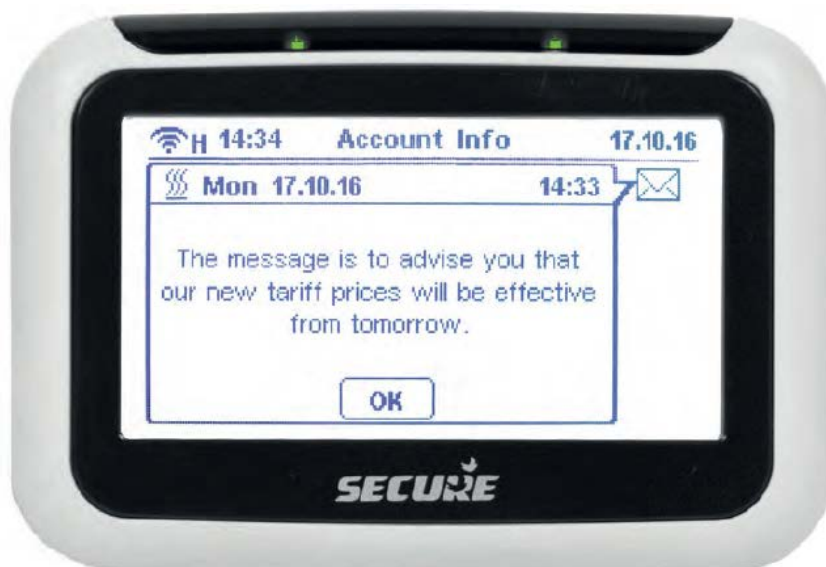 H 14:34 Account Info 17.10.16
Mon 17.10.16 14:33
The message is to advise you that
our new tariff prices will be effective
from tomorrow.
OK
SECURE